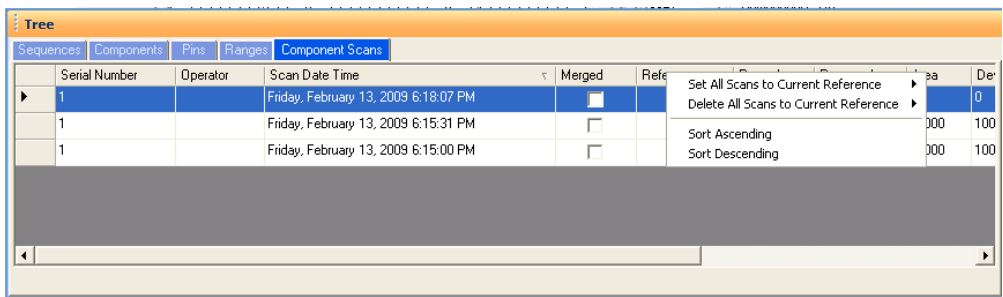 Tree
Sequences Components Pins Ranges Component Scans
Serial Number Operator Scan Date Time Merged
Set All Scans to Current Reference
Delete All Scans to Current Reference
1 Friday, February 13, 2009 6:18:07 PM 0
1 Friday, February 13, 2009 6:15:31 PM 000 100
Sort Ascending
1 Friday, February 13, 2009 6:15:00 PM 000 100
Sort Descending